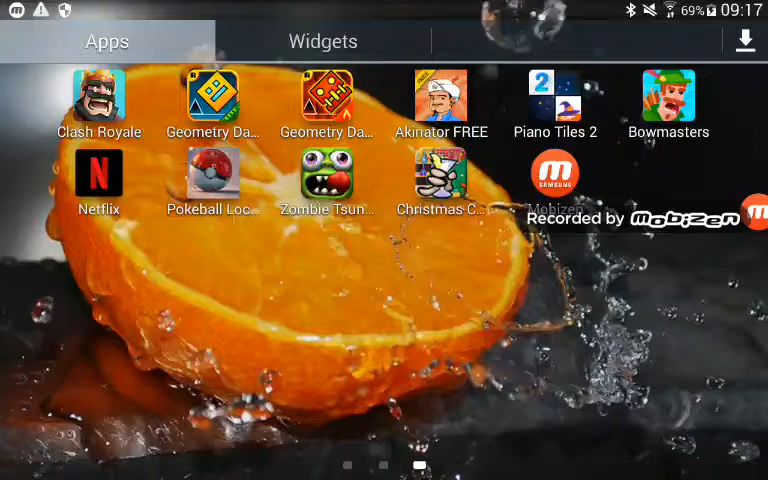 69% 09:17
Apps Widgets
Clash Royale Geometry Da... Geometry Da... Akinator FREE Piano Tiles 2 Bowmasters
Netflix Pokeball Loc... Zombie Tsun... Christmas C... Mobizen
Recorded by Mobizen